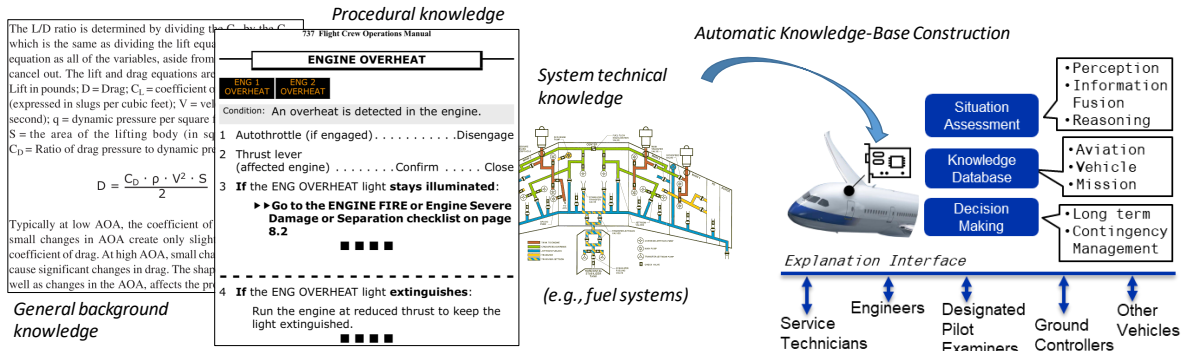 Procedural knowledge
The L/D ratio is determined by dividing the C by the C
which is the same as dividing the lift equa
equation as all of the variables, aside from
cancel out. The lift and drag equations are
Lift in pounds; D = Drag; CL = coefficient o
(expressed in slugs per cubic feet); V = vel
second); q = dynamic pressure per square f
S = the area of the lifting body (in sq
CD = Ratio of drag pressure to dynamic pre
D = CD · ρ · V² · S
2
Typically at low AOA, the coefficient of
small changes in AOA create only slight
coefficient of drag. At high AOA, small cha
cause significant changes in drag. The shap
well as changes in the AOA, affects the pr
General background
knowledge
737 Flight Crew Operations Manual
ENGINE OVERHEAT
ENG 1
OVERHEAT
ENG 2
OVERHEAT
Condition: An overheat is detected in the engine.
1 Autothrottle (if engaged) . . . . . . . . . . .Disengage
2 Thrust lever
(affected engine) . . . . . . . .Confirm . . . . Close
3 If the ENG OVERHEAT light stays illuminated:
▶▶Go to the ENGINE FIRE or Engine Severe
Damage or Separation checklist on page
8.2
■ ■ ■ ■
4 If the ENG OVERHEAT light extinguishes:
Run the engine at reduced thrust to keep the
light extinguished.
■ ■ ■ ■
System technical
knowledge
(e.g., fuel systems)
Automatic Knowledge-Base Construction
Situation
Assessment
•Perception
•Information
Fusion
•Reasoning
Knowledge
Database
•Aviation
•Vehicle
•Mission
Decision
Making
•Long term
•Contingency
Management
Explanation Interface
Service
Technicians
Engineers
Designated
Pilot
Examiners
Ground
Controllers
Other
Vehicles